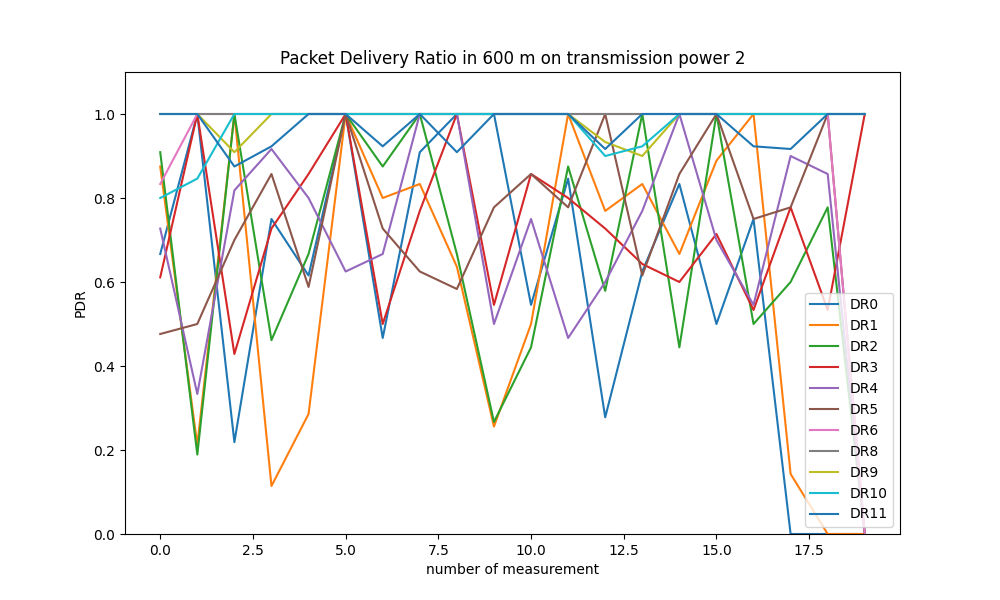 Packet Delivery Ratio in 600 m on transmission power 2
PDR
1.0
0.8
0.6
0.4
0.2
0.0
0.0 2.5 5.0 7.5 10.0 12.5 15.0 17.5
number of measurement
DR0
DR1
DR2
DR3
DR4
DR5
DR6
DR8
DR9
DR10
DR11